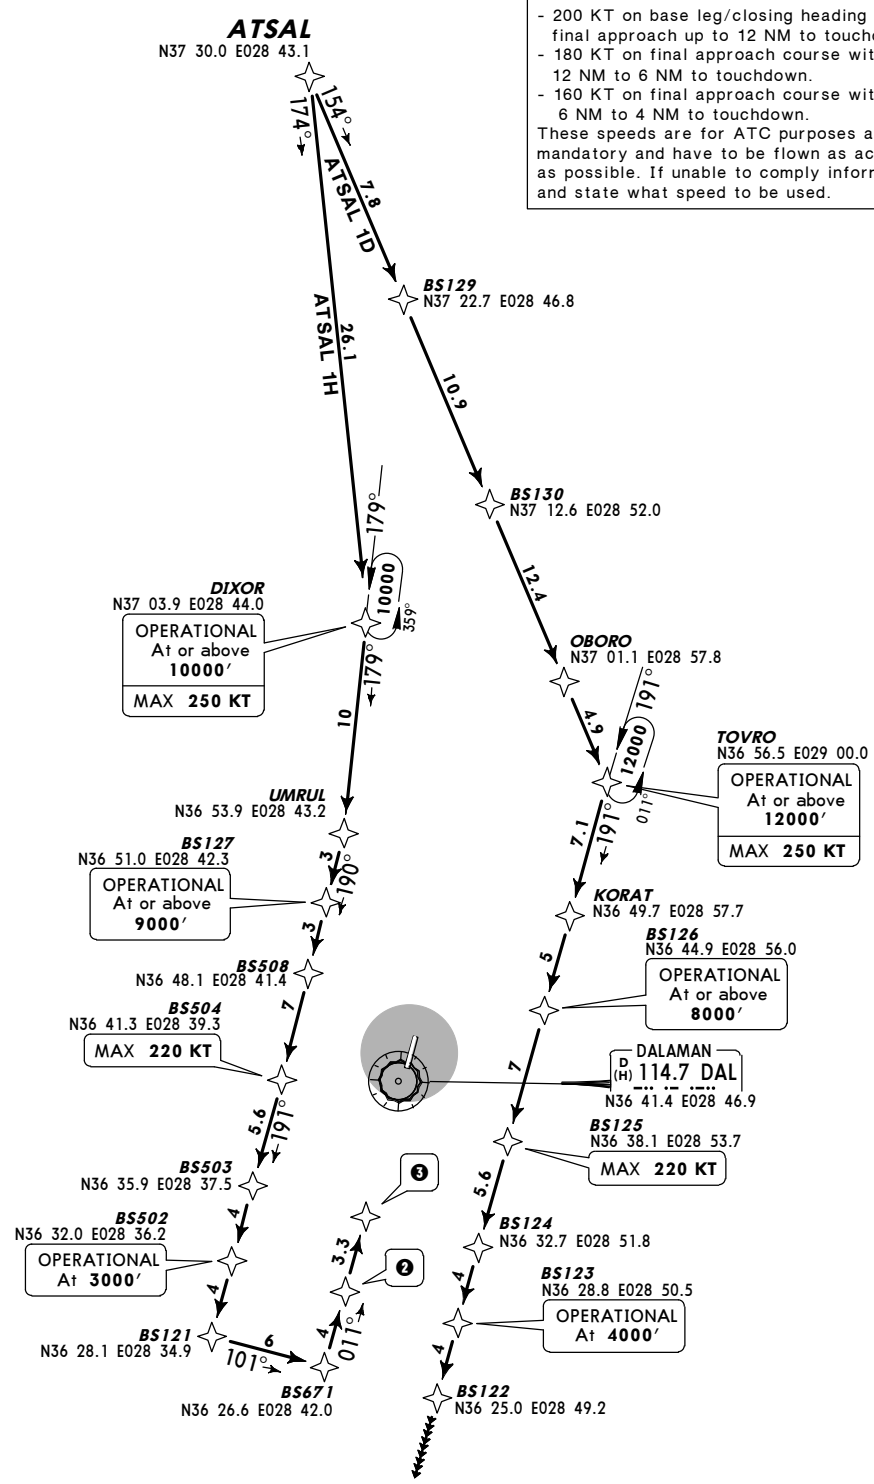 - 200 KT on base leg/closing heading
final approach up to 12 NM to touchd
- 180 KT on final approach course wit
12 NM to 6 NM to touchdown.
- 160 KT on final approach course wit
6 NM to 4 NM to touchdown.
These speeds are for ATC purposes a
mandatory and have to be flown as ac
as possible. If unable to comply infor
and state what speed to be used.
ATSAL
N37 30.0 E028 43.1
174°
154°
7.8
ATSAL 1D
26.1
ATSAL 1H
BS129
N37 22.7 E028 46.8
10.9
BS130
N37 12.6 E028 52.0
12.4
179°
10000
359°
DIXOR
N37 03.9 E028 44.0
OPERATIONAL
At or above
10000′
MAX 250 KT
179°
10
OBORO
N37 01.1 E028 57.8
4.9
191°
12000
011°
TOVRO
N36 56.5 E029 00.0
OPERATIONAL
At or above
12000′
MAX 250 KT
191°
7.1
UMRUL
N36 53.9 E028 43.2
3
190°
BS127
N36 51.0 E028 42.3
OPERATIONAL
At or above
9000′
3
KORAT
N36 49.7 E028 57.7
5
BS508
N36 48.1 E028 41.4
7
BS126
N36 44.9 E028 56.0
OPERATIONAL
At or above
8000′
7
BS504
N36 41.3 E028 39.3
MAX 220 KT
5.6
191°
DALAMAN
D
(H) 114.7 DAL
N36 41.4 E028 46.9
BS125
N36 38.1 E028 53.7
MAX 220 KT
5.6
BS503
N36 35.9 E028 37.5
4
BS502
N36 32.0 E028 36.2
OPERATIONAL
At 3000′
4
BS124
N36 32.7 E028 51.8
4
BS123
N36 28.8 E028 50.5
OPERATIONAL
At 4000′
4
BS121
N36 28.1 E028 34.9
6
101°
BS671
N36 26.6 E028 42.0
4
011°
2
3.3
3
BS122
N36 25.0 E028 49.2